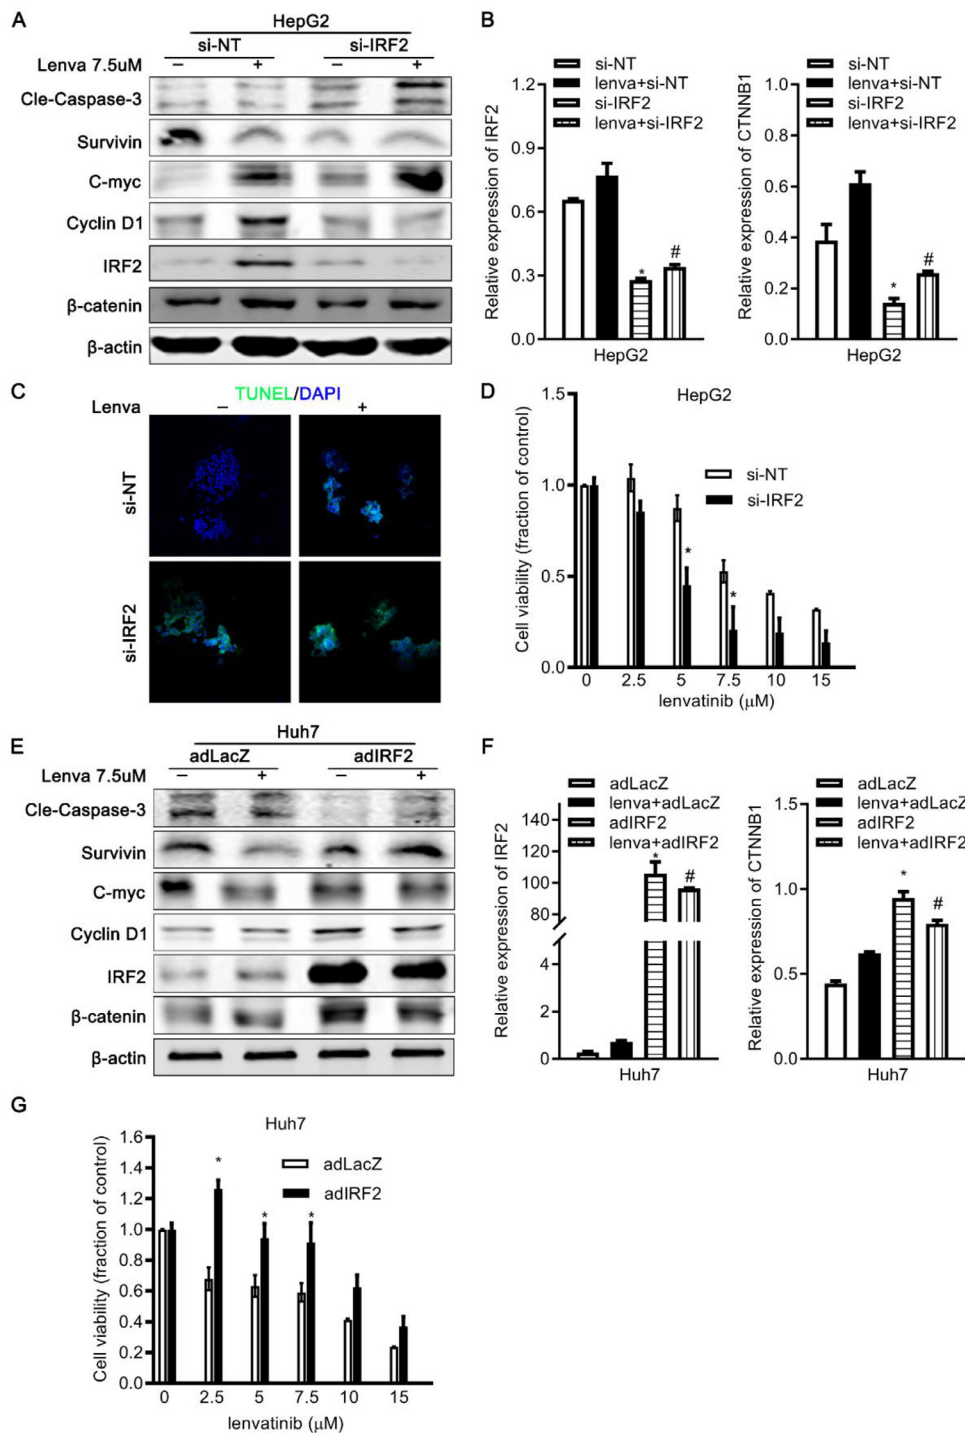 A
HepG2
si-NT si-IRF2
Lenva 7.5uM – + – +
Cle-Caspase-3
Survivin
C-myc
Cyclin D1
IRF2
β-catenin
β-actin
B
si-NT
lenva+si-NT
si-IRF2
lenva+si-IRF2
Relative expression of IRF2
1.2
0.9
0.6
0.3
0.0
*
#
HepG2
si-NT
lenva+si-NT
si-IRF2
lenva+si-IRF2
Relative expression of CTNNB1
1.0
0.8
0.6
0.4
0.2
0.0
*
#
HepG2
C
TUNEL/DAPI
Lenva – +
si-NT
si-IRF2
D
HepG2
si-NT
si-IRF2
Cell viability (fraction of control)
1.5
1.0
0.5
0.0
* *
0 2.5 5 7.5 10 15
lenvatinib (μM)
E
Huh7
adLacZ adIRF2
Lenva 7.5uM – + – +
Cle-Caspase-3
Survivin
C-myc
Cyclin D1
IRF2
β-catenin
β-actin
F
adLacZ
lenva+adLacZ
adIRF2
lenva+adIRF2
Relative expression of IRF2
140
120
100
80
4
2
0
*
#
Huh7
adLacZ
lenva+adLacZ
adIRF2
lenva+adIRF2
Relative expression of CTNNB1
1.5
1.0
0.5
0.0
*
#
Huh7
G
Huh7
adLacZ
adIRF2
Cell viability (fraction of control)
1.6
1.4
1.2
1.0
0.8
0.6
0.4
0.2
0.0
* * *
0 2.5 5 7.5 10 15
lenvatinib (μM)